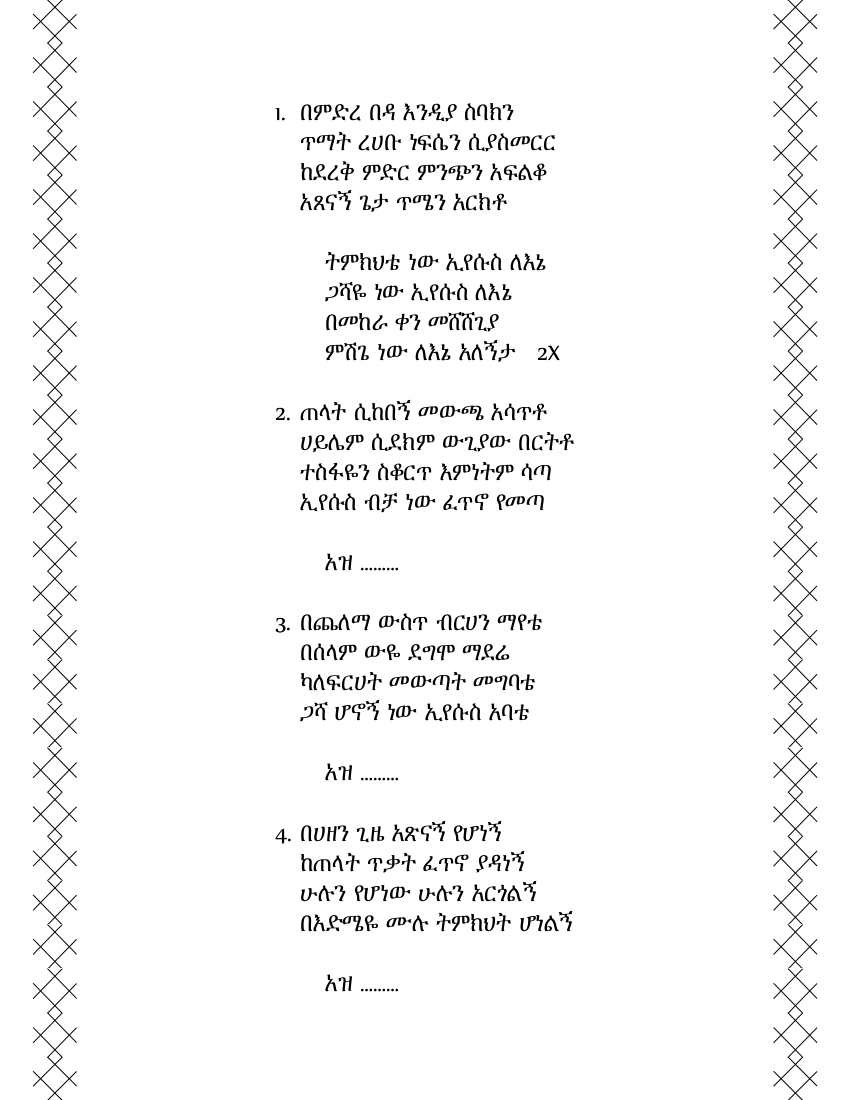 1. በምድረ በዳ እንዲያ ስባክን
ጥማት ረሀቡ ነፍሴን ሲያስመርር
ከደረቅ ምድር ምንጭን አፍልቆ
አጸናኝ ጌታ ጥሜን አርክቶ
ትምክህቴ ነው ኢየሱስ ለእኔ
ጋሻዬ ነው ኢየሱስ ለእኔ
በመከራ ቀን መሸሸጊያ
ምሽጌ ነው ለእኔ አለኝታ 2X
2. ጠላት ሲከበኝ መውጫ አሳጥቶ
ሀይሌም ሲደክም ውጊያው በርትቶ
ተስፋዬን ስቆርጥ እምነትም ሳጣ
ኢየሱስ ብቻ ነው ፈጥኖ የመጣ
አዝ .........
3. በጨለማ ውስጥ ብርሀን ማየቴ
በሰላም ውዬ ደግሞ ማደሬ
ካለፍርሀት መውጣት መግባቴ
ጋሻ ሆኖኝ ነው ኢየሱስ አባቴ
አዝ .........
4. በሀዘን ጊዜ አጽናኝ የሆነኝ
ከጠላት ጥቃት ፈጥኖ ያዳነኝ
ሁሉን የሆነው ሁሉን አርጎልኝ
በእድሜዬ ሙሉ ትምክህት ሆነልኝ
አዝ .........